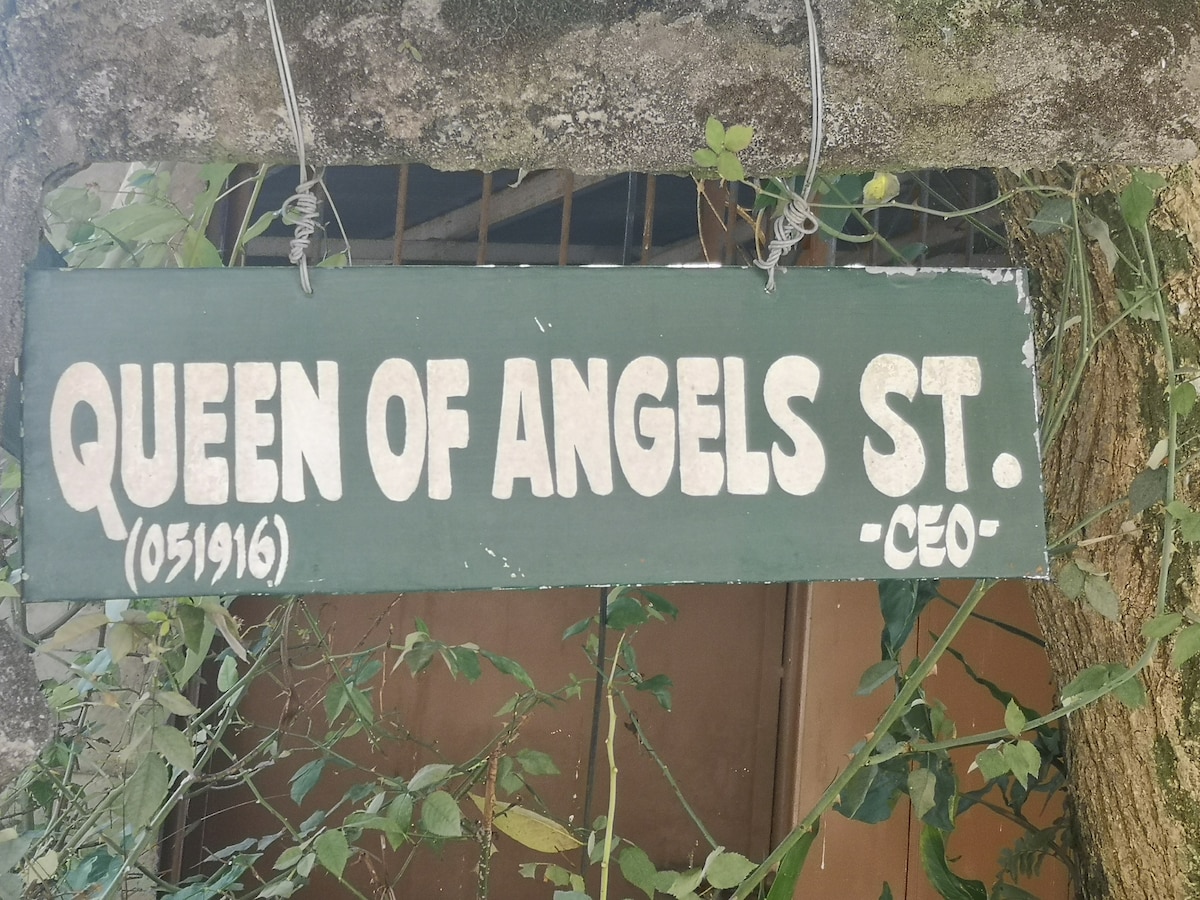 QUEEN OF ANGELS ST.
(051916)
-CEO-